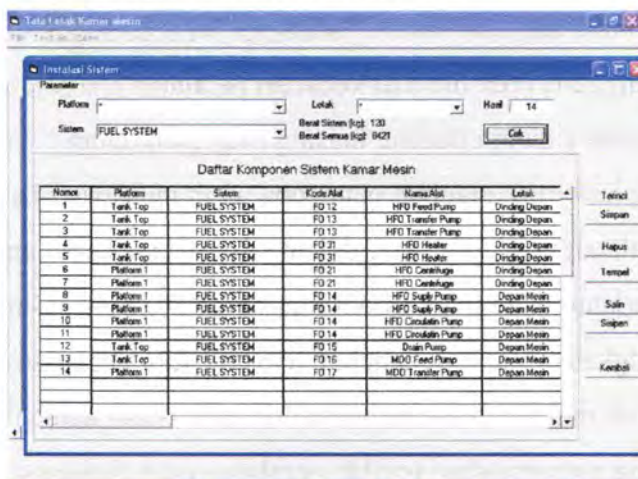 Tata Letak Kamar Mesin
Instalasi Sistem
Parameter
Platform * Letak * Hasil 14
Sistem FUEL SYSTEM Berat Sistem (kg): 130 Cek
Berat Semua (kg): 8421
Daftar Komponen Sistem Kamar Mesin
Nomor Platform Sistem Kode Alat Nama Alat Letak
1 Tank Top FUEL SYSTEM FO 12 HFO Feed Pump Dinding Depan
2 Tank Top FUEL SYSTEM FO 13 HFO Transfer Pump Dinding Depan
3 Tank Top FUEL SYSTEM FO 13 HFO Transfer Pump Dinding Depan
4 Tank Top FUEL SYSTEM FO 31 HFO Heater Dinding Depan
5 Tank Top FUEL SYSTEM FO 31 HFO Heater Dinding Depan
6 Platform 1 FUEL SYSTEM FO 21 HFO Centrifuge Dinding Depan
7 Platform 1 FUEL SYSTEM FO 21 HFO Centrifuge Dinding Depan
8 Platform 1 FUEL SYSTEM FO 14 HFO Suply Pump Depan Mesin
9 Platform 1 FUEL SYSTEM FO 14 HFO Suply Pump Depan Mesin
10 Platform 1 FUEL SYSTEM FO 14 HFO Circulatin Pump Depan Mesin
11 Platform 1 FUEL SYSTEM FO 14 HFO Circulatin Pump Depan Mesin
12 Tank Top FUEL SYSTEM FO 15 Drain Pump Depan Mesin
13 Tank Top FUEL SYSTEM FO 16 MDO Feed Pump Depan Mesin
14 Platform 1 FUEL SYSTEM FO 17 MDO Transfer Pump Depan Mesin
Terinci
Simpan
Hapus
Tempel
Salin
Sisipan
Kembali